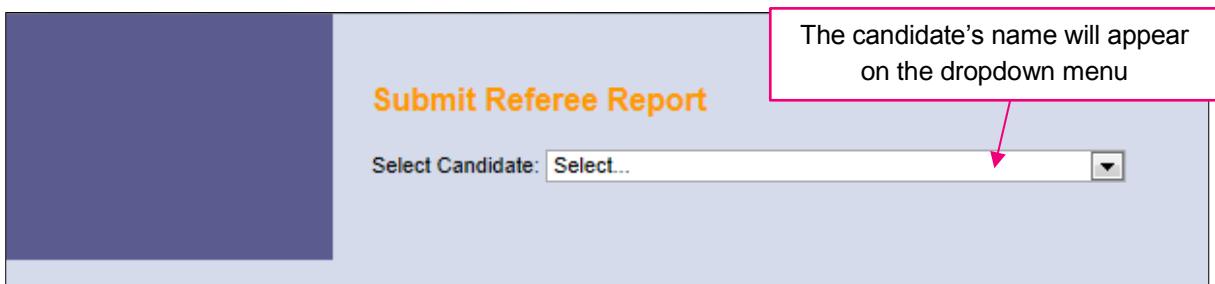 The candidate’s name will appear
on the dropdown menu
Submit Referee Report
Select Candidate: Select...